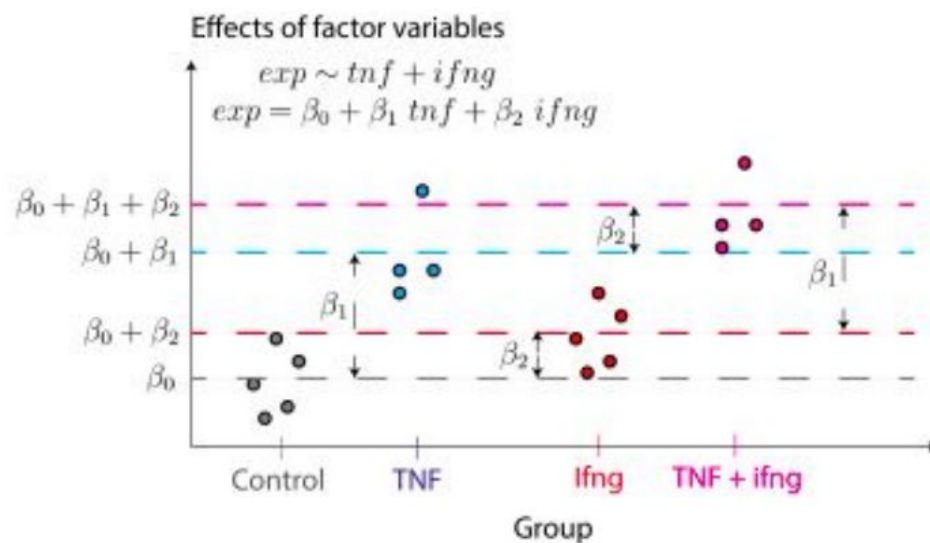 Effects of factor variables
exp ∼ tnf + ifng
exp = β₀ + β₁ tnf + β₂ ifng
β₀ + β₁ + β₂
β₂
β₀ + β₁
β₁
β₁
β₀ + β₂
β₂
β₀
Control TNF Ifng TNF + ifng
Group